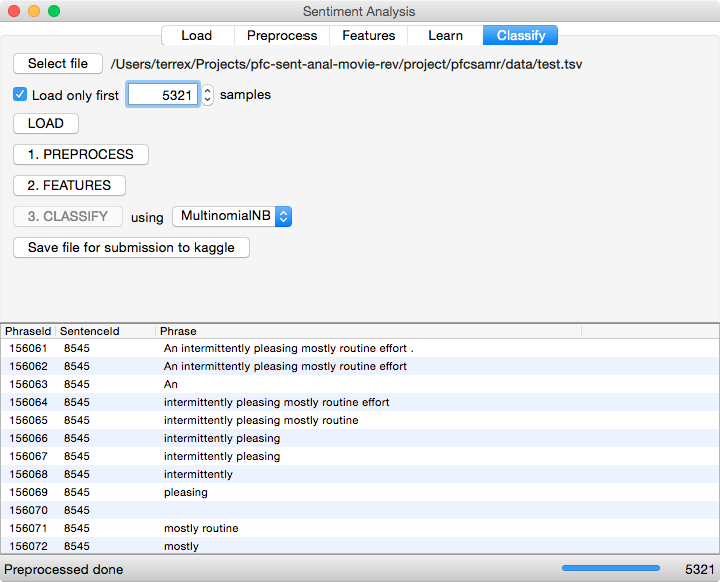 Sentiment Analysis
Load Preprocess Features Learn Classify
Select file /Users/terrex/Projects/pfc-sent-anal-movie-rev/project/pfcsamr/data/test.tsv
Load only first 5321 samples
LOAD
1. PREPROCESS
2. FEATURES
3. CLASSIFY using MultinomialNB
Save file for submission to kaggle
PhraseId SentenceId Phrase
156061 8545 An intermittently pleasing mostly routine effort .
156062 8545 An intermittently pleasing mostly routine effort
156063 8545 An
156064 8545 intermittently pleasing mostly routine effort
156065 8545 intermittently pleasing mostly routine
156066 8545 intermittently pleasing
156067 8545 intermittently pleasing
156068 8545 intermittently
156069 8545 pleasing
156070 8545
156071 8545 mostly routine
156072 8545 mostly
Preprocessed done 5321